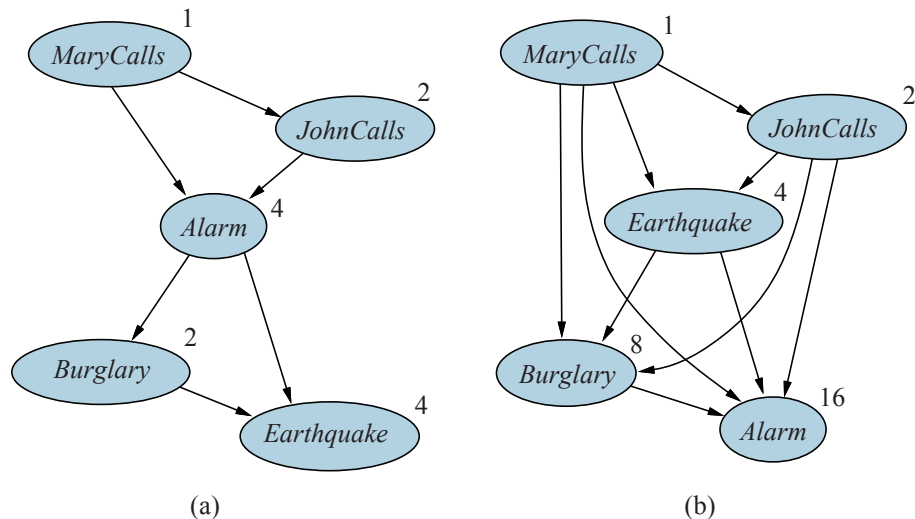 MaryCalls 1
JohnCalls 2
Alarm 4
Burglary 2
Earthquake 4
(a)
MaryCalls 1
JohnCalls 2
Earthquake 4
Burglary 8
Alarm 16
(b)